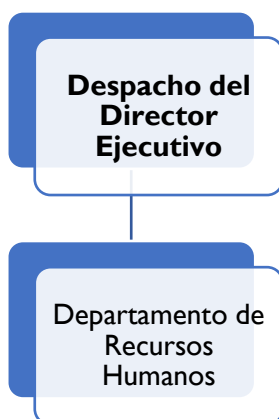 Despacho del
Director
Ejecutivo
Departamento de
Recursos
Humanos